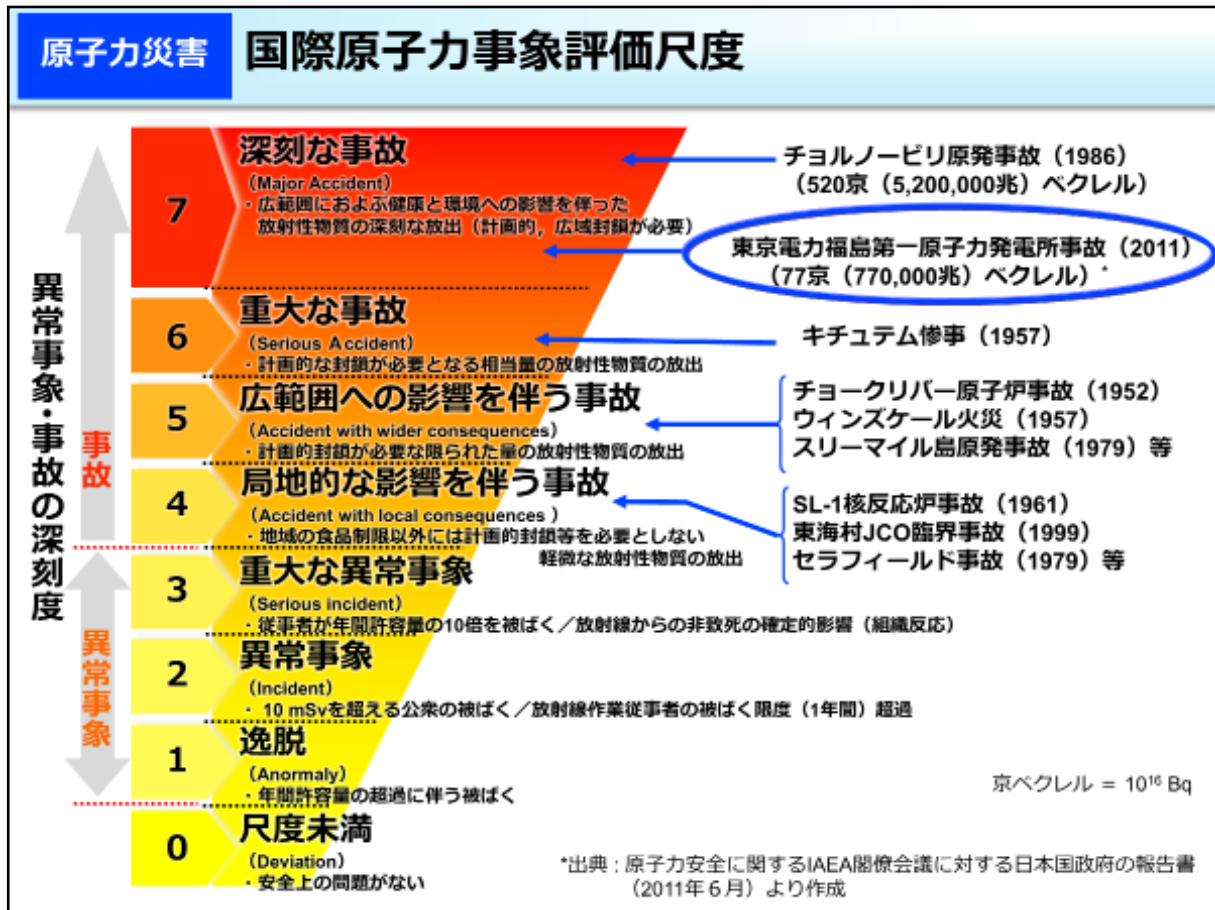 原子力災害
国際原子力事象評価尺度
異常事象・事故の深刻度
事故
異常事象
7
深刻な事故
（Major Accident）
・広範囲におよぶ健康と環境への影響を伴った
放射性物質の深刻な放出（計画的，広域封鎖が必要）
チョルノービリ原発事故（1986）
（520京（5,200,000兆）ベクレル）
東京電力福島第一原子力発電所事故（2011）
（77京（770,000兆）ベクレル）*
6
重大な事故
（Serious Accident）
・計画的な封鎖が必要となる相当量の放射性物質の放出
キチュテム惨事（1957）
5
広範囲への影響を伴う事故
（Accident with wider consequences）
・計画的封鎖が必要な限られた量の放射性物質の放出
チョークリバー原子炉事故（1952）
ウィンズケール火災（1957）
スリーマイル島原発事故（1979）等
4
局地的な影響を伴う事故
（Accident with local consequences ）
・地域の食品制限以外には計画的封鎖等を必要としない
軽微な放射性物質の放出
SL-1核反応炉事故（1961）
東海村JCO臨界事故（1999）
セラフィールド事故（1979）等
3
重大な異常事象
（Serious incident）
・従事者が年間許容量の10倍を被ばく／放射線からの非致死の確定的影響（組織反応）
2
異常事象
（Incident）
・ 10 mSvを超える公衆の被ばく／放射線作業従事者の被ばく限度（1年間）超過
1
逸脱
（Anormaly）
・年間許容量の超過に伴う被ばく
京ベクレル = 10¹⁶ Bq
0
尺度未満
（Deviation）
・安全上の問題がない
*出典：原子力安全に関するIAEA閣僚会議に対する日本国政府の報告書
（2011年６月）より作成